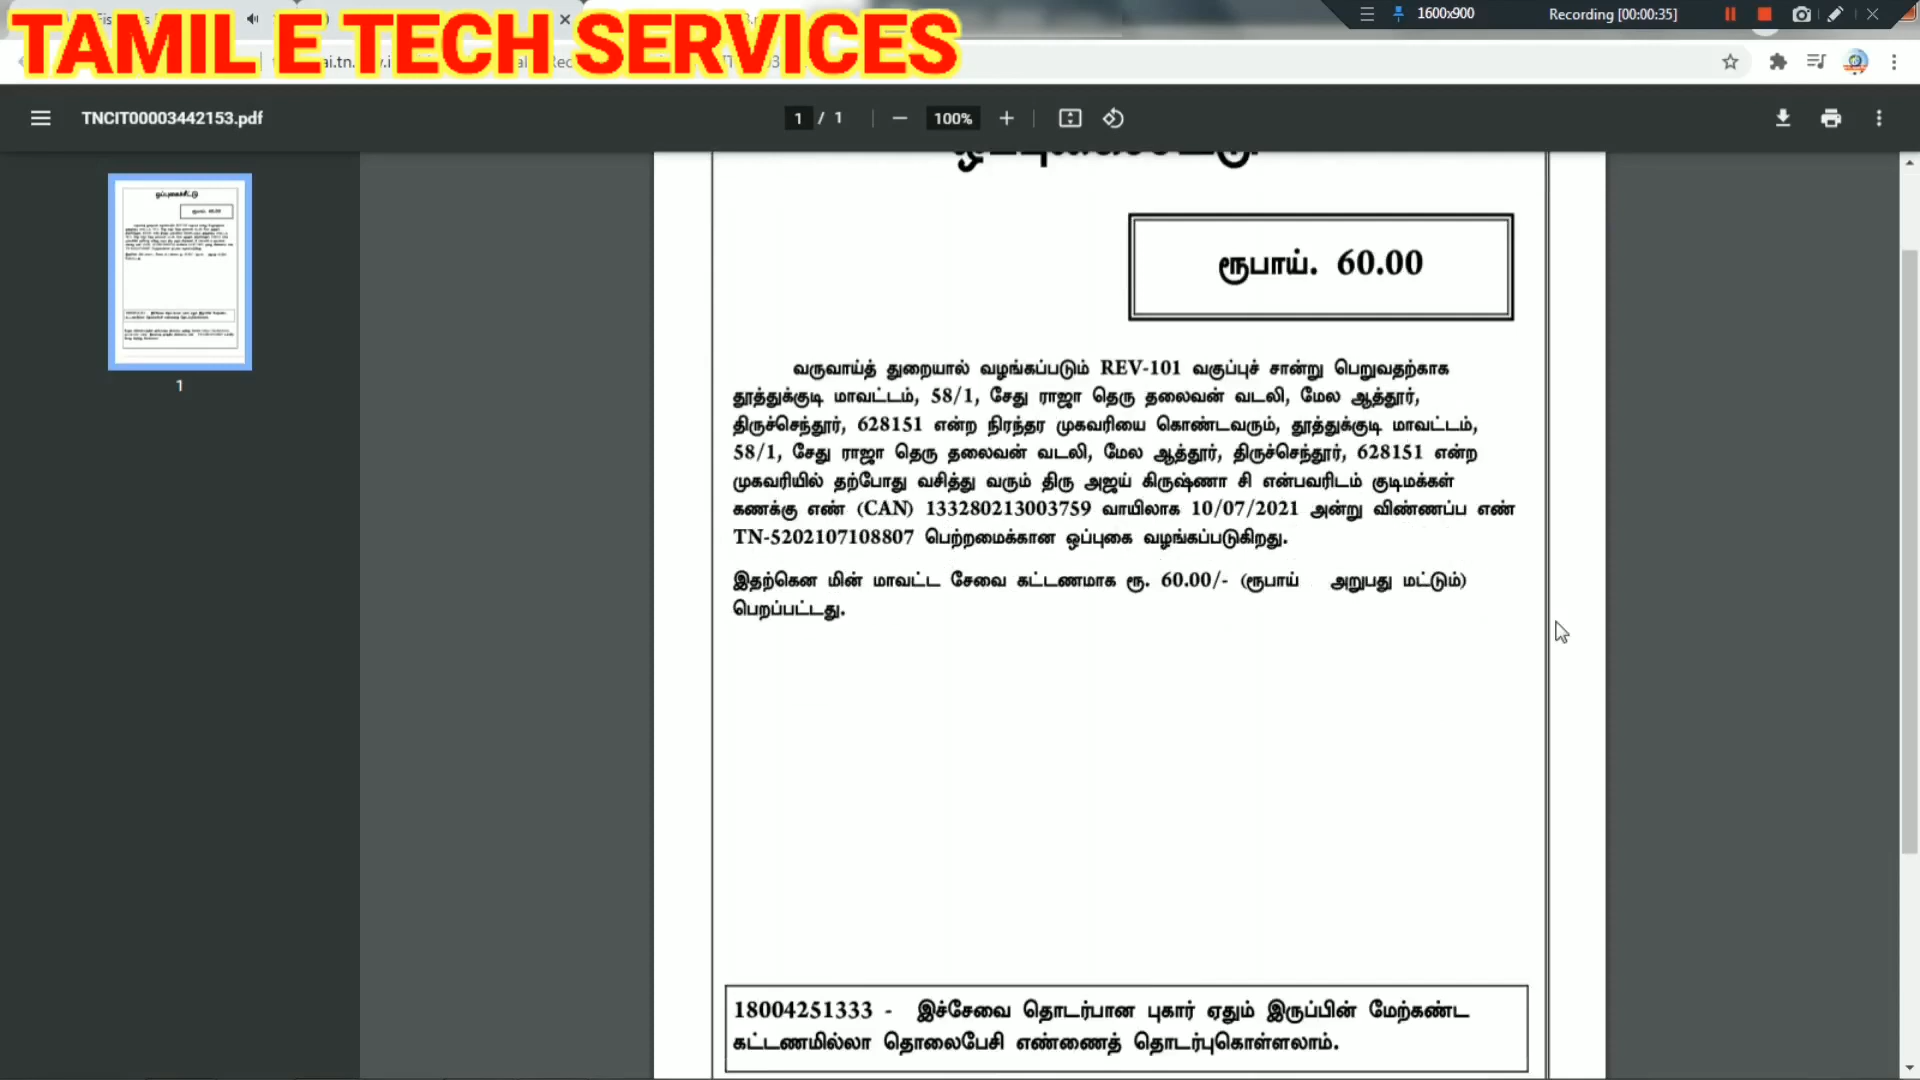 TAMIL E TECH SERVICES
1600x900
Recording [00:00:35]
TNCIT00003442153.pdf
1 / 1
100%
1
ரூபாய். 60.00
வருவாய்த் துறையால் வழங்கப்படும் REV-101 வகுப்புச் சான்று பெறுவதற்காக
தூத்துக்குடி மாவட்டம், 58/1, சேது ராஜா தெரு தலைவன் வடலி, மேல ஆத்தூர்,
திருச்செந்தூர், 628151 என்ற நிரந்தர முகவரியை கொண்டவரும், தூத்துக்குடி மாவட்டம்,
58/1, சேது ராஜா தெரு தலைவன் வடலி, மேல ஆத்தூர், திருச்செந்தூர், 628151 என்ற
முகவரியில் தற்போது வசித்து வரும் திரு அஜய் கிருஷ்ணா சி என்பவரிடம் குடிமக்கள்
கணக்கு எண் (CAN) 133280213003759 வாயிலாக 10/07/2021 அன்று விண்ணப்ப எண்
TN-5202107108807 பெற்றமைக்கான ஒப்புகை வழங்கப்படுகிறது.
இதற்கென மின் மாவட்ட சேவை கட்டணமாக ரூ. 60.00/- (ரூபாய் அறுபது மட்டும்)
பெறப்பட்டது.
18004251333 - இச்சேவை தொடர்பான புகார் ஏதும் இருப்பின் மேற்கண்ட
கட்டணமில்லா தொலைபேசி எண்ணைத் தொடர்புகொள்ளலாம்.